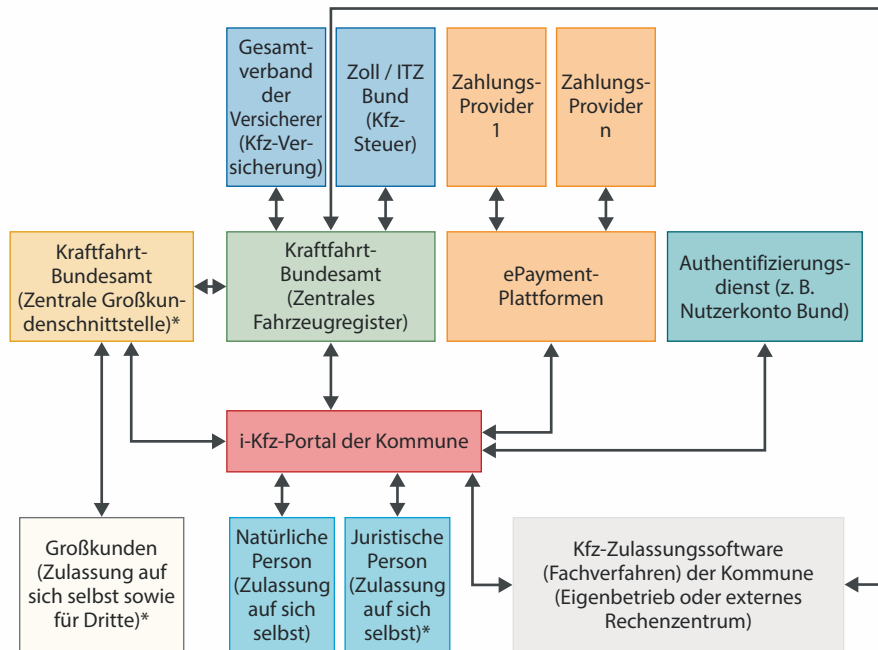 Gesamt-
verband
der
Versicherer
(Kfz-Ver-
sicherung)
Zoll / ITZ
Bund
(Kfz-
Steuer)
Zahlungs-
Provider
1
Zahlungs-
Provider
n
Kraftfahrt-
Bundesamt
(Zentrale Großkun-
denschnittstelle)*
Kraftfahrt-
Bundesamt
(Zentrales
Fahrzeugregister)
ePayment-
Plattformen
Authentifizierungs-
dienst (z. B.
Nutzerkonto Bund)
i-Kfz-Portal der Kommune
Großkunden
(Zulassung auf
sich selbst sowie
für Dritte)*
Natürliche
Person
(Zulassung
auf sich
selbst)
Juristische
Person
(Zulassung
auf sich
selbst)*
Kfz-Zulassungssoftware
(Fachverfahren) der Kommune
(Eigenbetrieb oder externes
Rechenzentrum)